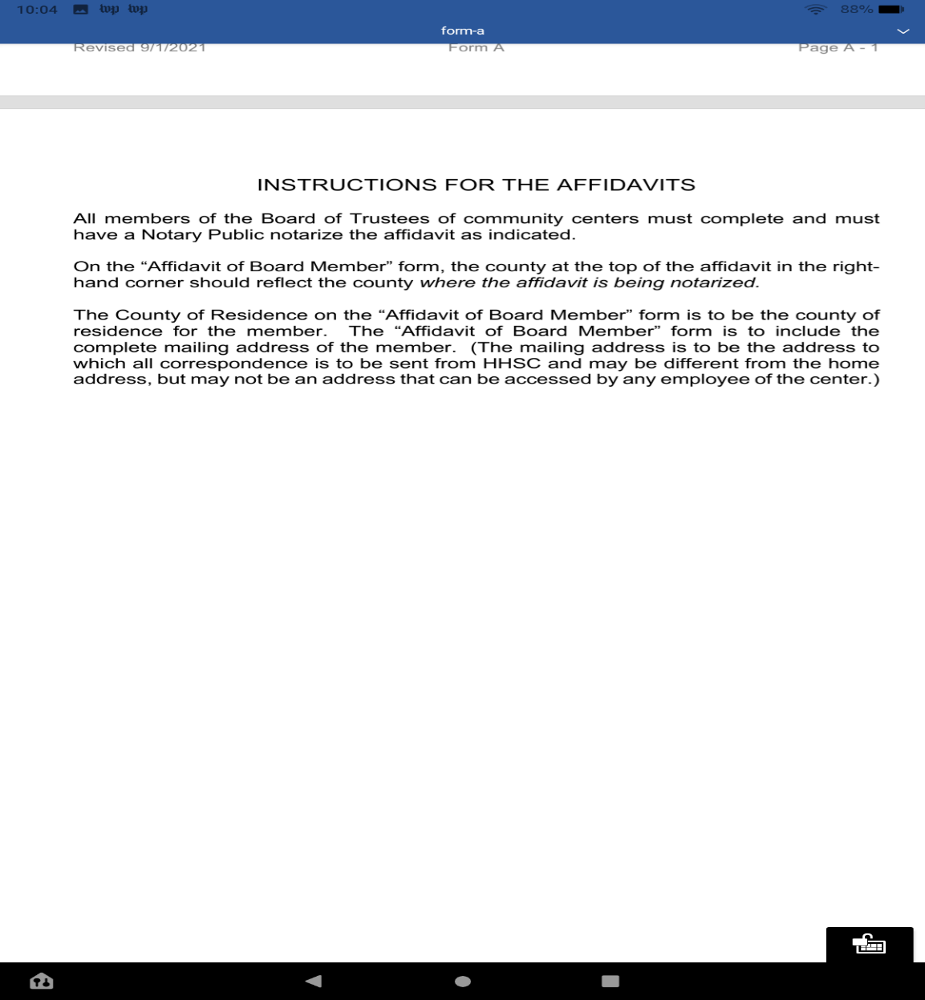 10:04 twp twp 88%
form-a
Revised 9/1/2021 Form A Page A - 1
INSTRUCTIONS FOR THE AFFIDAVITS
All members of the Board of Trustees of community centers must complete and must
have a Notary Public notarize the affidavit as indicated.
On the “Affidavit of Board Member” form, the county at the top of the affidavit in the right-
hand corner should reflect the county where the affidavit is being notarized.
The County of Residence on the “Affidavit of Board Member” form is to be the county of
residence for the member. The “Affidavit of Board Member” form is to include the
complete mailing address of the member. (The mailing address is to be the address to
which all correspondence is to be sent from HHSC and may be different from the home
address, but may not be an address that can be accessed by any employee of the center.)